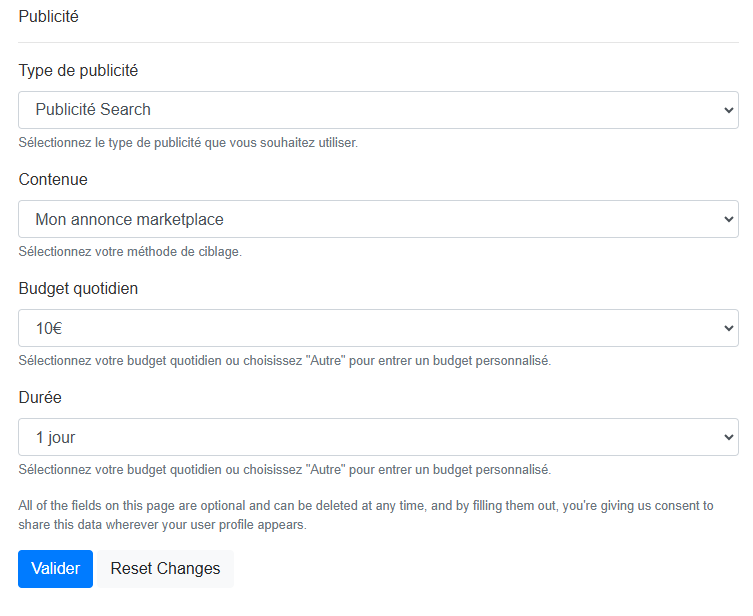 Publicité
Type de publicité
Publicité Search
Sélectionnez le type de publicité que vous souhaitez utiliser.
Contenue
Mon annonce marketplace
Sélectionnez votre méthode de ciblage.
Budget quotidien
10€
Sélectionnez votre budget quotidien ou choisissez "Autre" pour entrer un budget personnalisé.
Durée
1 jour
Sélectionnez votre budget quotidien ou choisissez "Autre" pour entrer un budget personnalisé.
All of the fields on this page are optional and can be deleted at any time, and by filling them out, you're giving us consent to
share this data wherever your user profile appears.
Valider Reset Changes